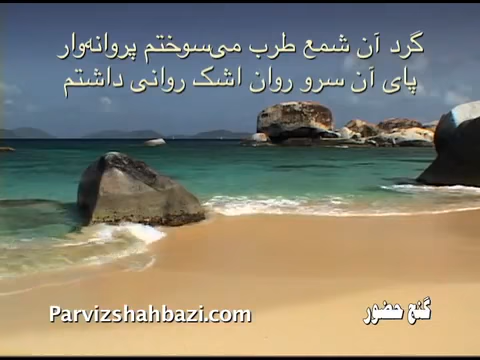 گرد آن شمع طرب می‌سوختم پروانه‌وار
پای آن سرو روان اشک روانی داشتم
Parvizshahbazi.com
گنج حضور